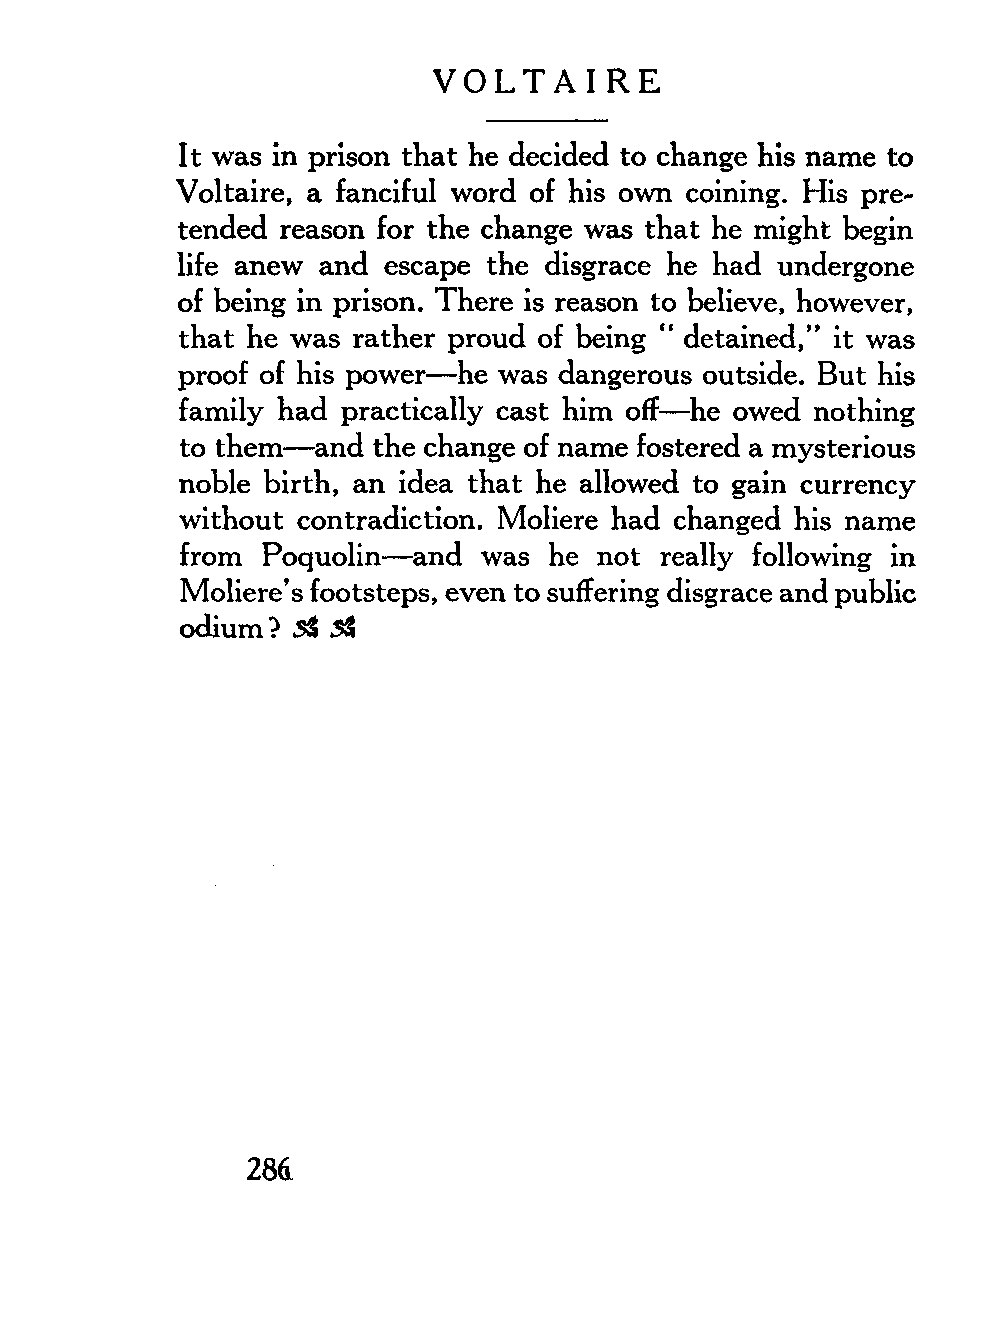 VOLTAIRE
It was in prison that he decided to change his name to
Voltaire, a fanciful word of his own coining. His pre-
tended reason for the change was that he might begin
life anew and escape the disgrace he had undergone
of being in prison. There is reason to believe, however,
that he was rather proud of being " detained," it was
proof of his power—he was dangerous outside. But his
family had practically cast him off—he owed nothing
to them—and the change of name fostered a mysterious
noble birth, an idea that he allowed to gain currency
without contradiction. Moliere had changed his name
from Poquolin—and was he not really following in
Moliere's footsteps, even to suffering disgrace and public
odium?
286